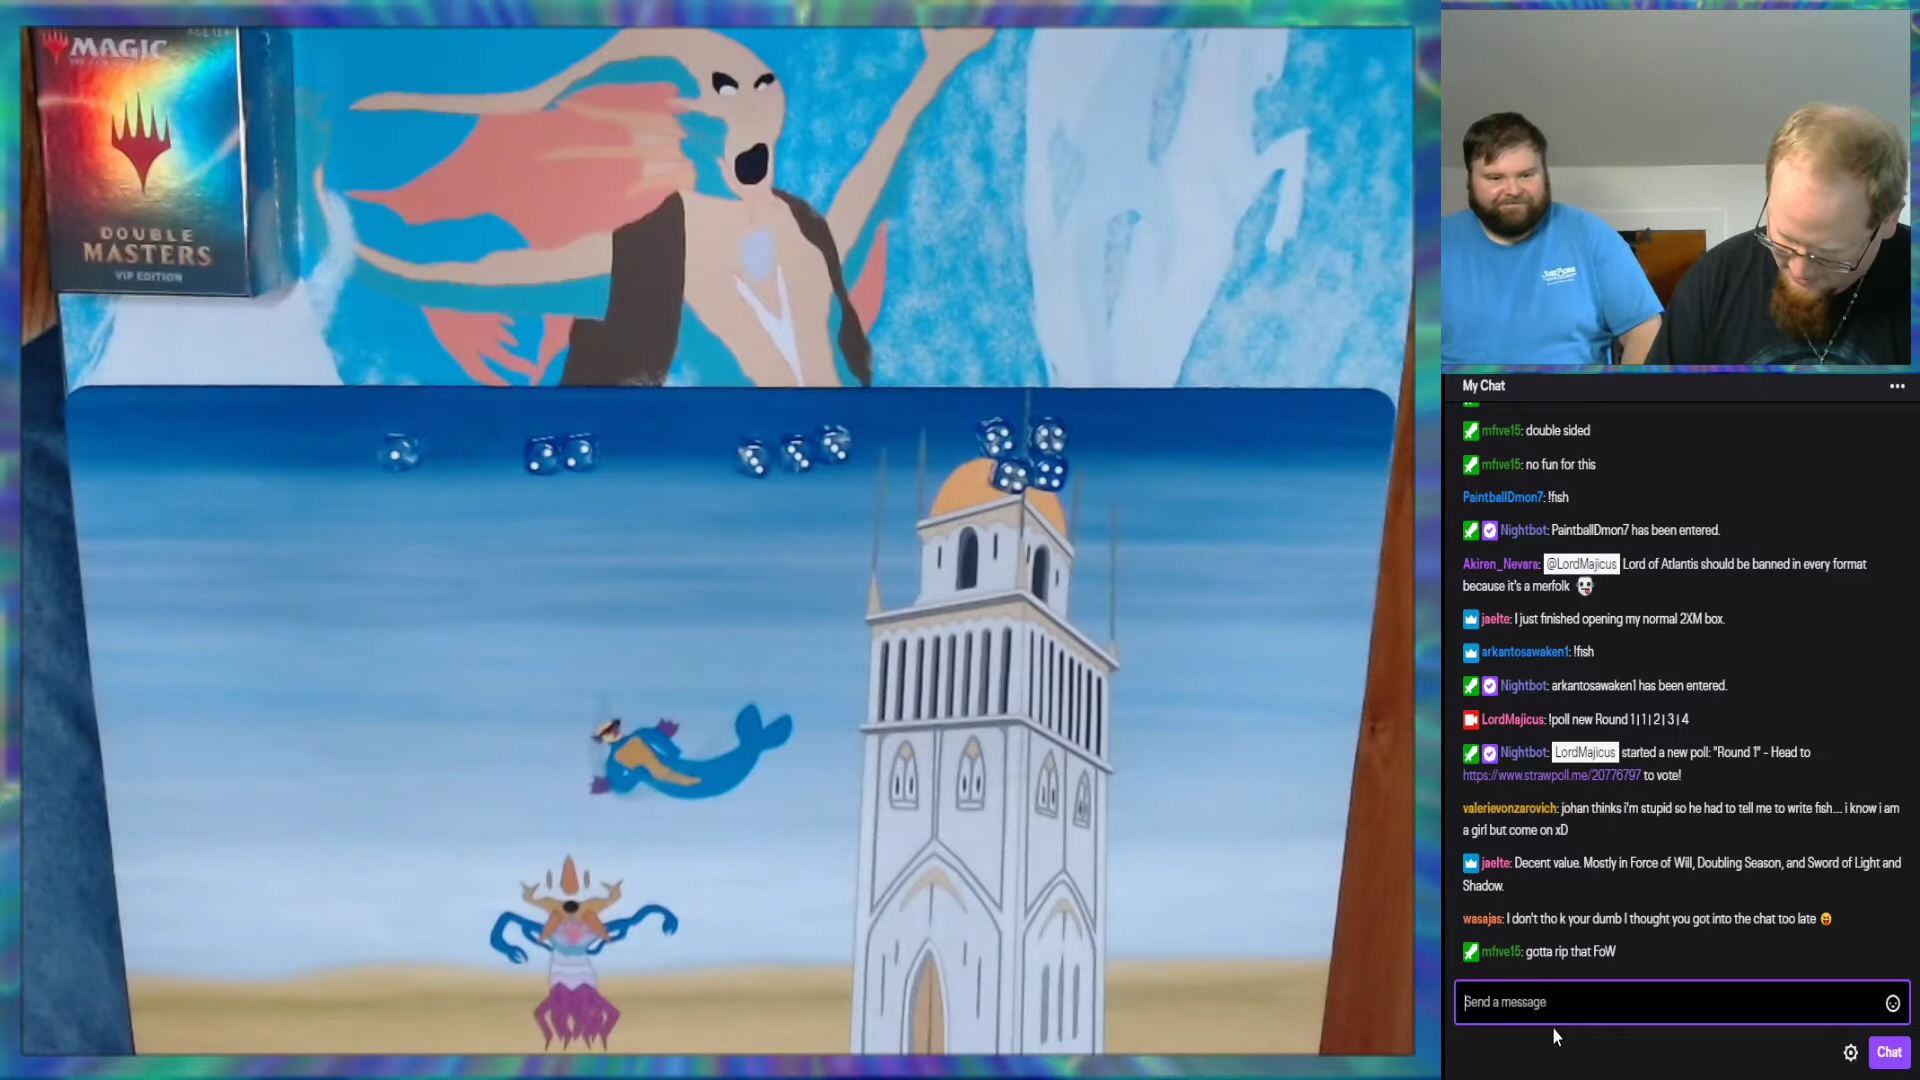 MAGIC
AGE 13+
DOUBLE
MASTERS
VIP EDITION
My Chat
mfive15: double sided
mfive15: no fun for this
PaintballDmon7: !fish
Nightbot: PaintballDmon7 has been entered.
Akiren_Nevara: @LordMajicus Lord of Atlantis should be banned in every format
because it's a merfolk
jaelte: I just finished opening my normal 2XM box.
arkantosawaken1: !fish
Nightbot: arkantosawaken1 has been entered.
LordMajicus: !poll new Round 1 | 1 | 2 | 3 | 4
Nightbot: LordMajicus started a new poll: "Round 1" - Head to
https://www.strawpoll.me/20776797 to vote!
valerievonzarovich: johan thinks i'm stupid so he had to tell me to write fish.... i know i am
a girl but come on xD
jaelte: Decent value. Mostly in Force of Will, Doubling Season, and Sword of Light and
Shadow.
wasajas: I don't tho k your dumb I thought you got into the chat too late
mfive15: gotta rip that FoW
Send a message
Chat